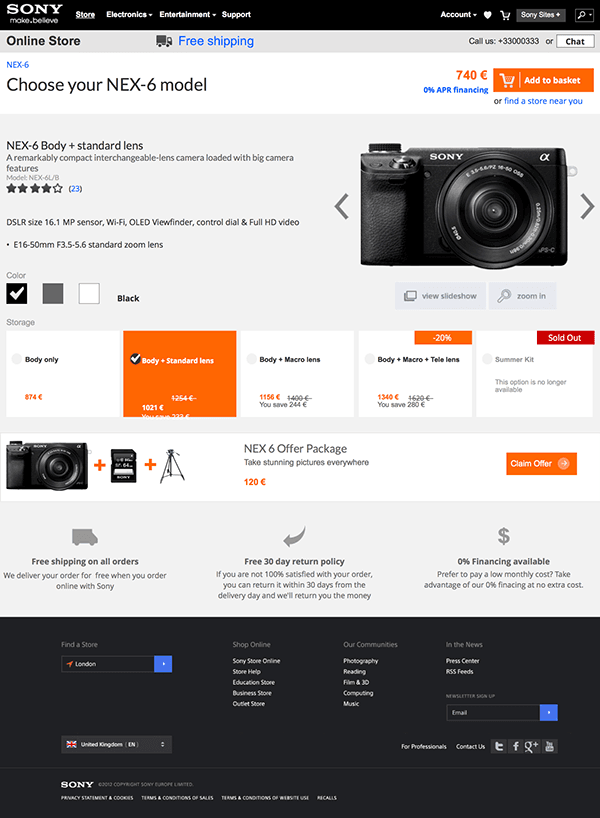 SONY
make.believe
Store Electronics Entertainment Support
Account Sony Sites +
Online Store
Free shipping
Call us: +33000333 or Chat
NEX-6
Choose your NEX-6 model
740 €
0% APR financing
Add to basket
or find a store near you
NEX-6 Body + standard lens
A remarkably compact interchangeable-lens camera loaded with big camera
features
Model: NEX-6L/B
(23)
DSLR size 16.1 MP sensor, Wi-Fi, OLED Viewfinder, control dial & Full HD video
• E16-50mm F3.5-5.6 standard zoom lens
SONY
α
Color
Black
view slideshow
zoom in
Storage
Body only
874 €
Body + Standard lens
1254 €
1021 €
You save 233 €
Body + Macro lens
1156 € 1400 €
You save 244 €
-20%
Body + Macro + Tele lens
1340 € 1620 €
You save 280 €
Sold Out
Summer Kit
This option is no longer
available
SONY
+
SONY
+
NEX 6 Offer Package
Take stunning pictures everywhere
120 €
Claim Offer
Free shipping on all orders
We deliver your order for free when you order
online with Sony
Free 30 day return policy
If you are not 100% satisfied with your order,
you can return it within 30 days from the
delivery day and we'll return you the money
$
0% Financing available
Prefer to pay a low monthly cost? Take
advantage of our 0% finacing at no extra cost.
Find a Store
London
Shop Online
Sony Store Online
Store Help
Education Store
Business Store
Outlet Store
Our Communities
Photography
Reading
Film & 3D
Computing
Music
In the News
Press Center
RSS Feeds
NEWSLETTER SIGN UP
Email
United Kingdom ( EN )
For Professionals Contact Us
SONY ©2012 COPYRIGHT SONY EUROPE LIMITED.
PRIVACY STATEMENT & COOKIES TERMS & CONDITIONS OF SALES TERMS & CONDITIONS OF WEBSITE USE RECALLS